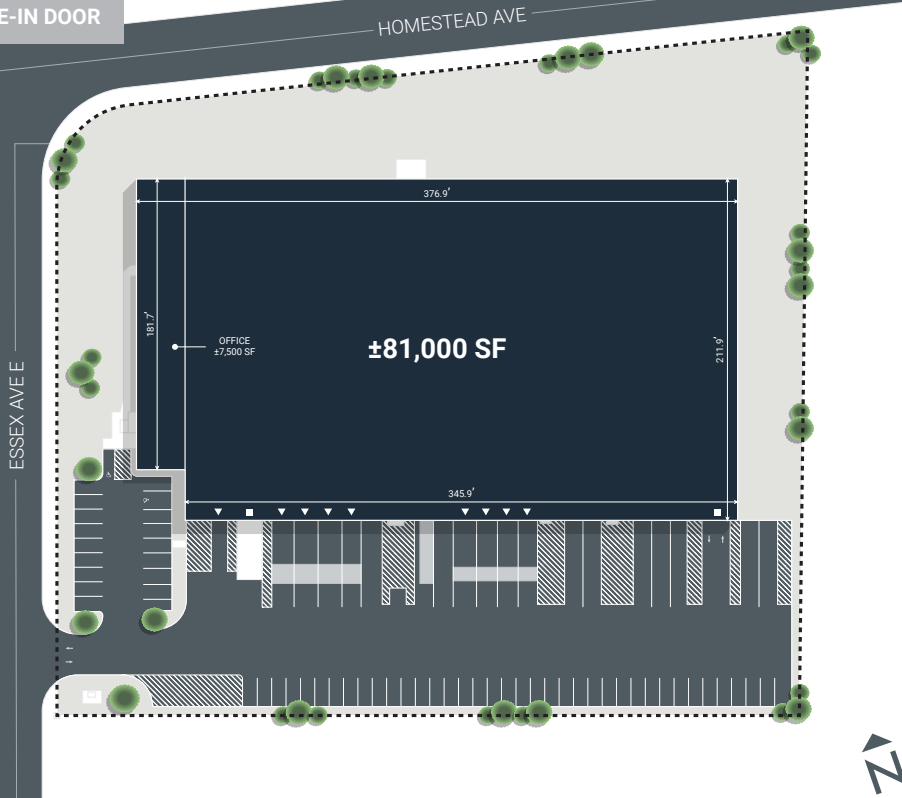 E-IN DOOR
HOMESTEAD AVE
376.9'
181.7'
OFFICE
±7,500 SF
±81,000 SF
211.9'
ESSEX AVE E
345.9'
N